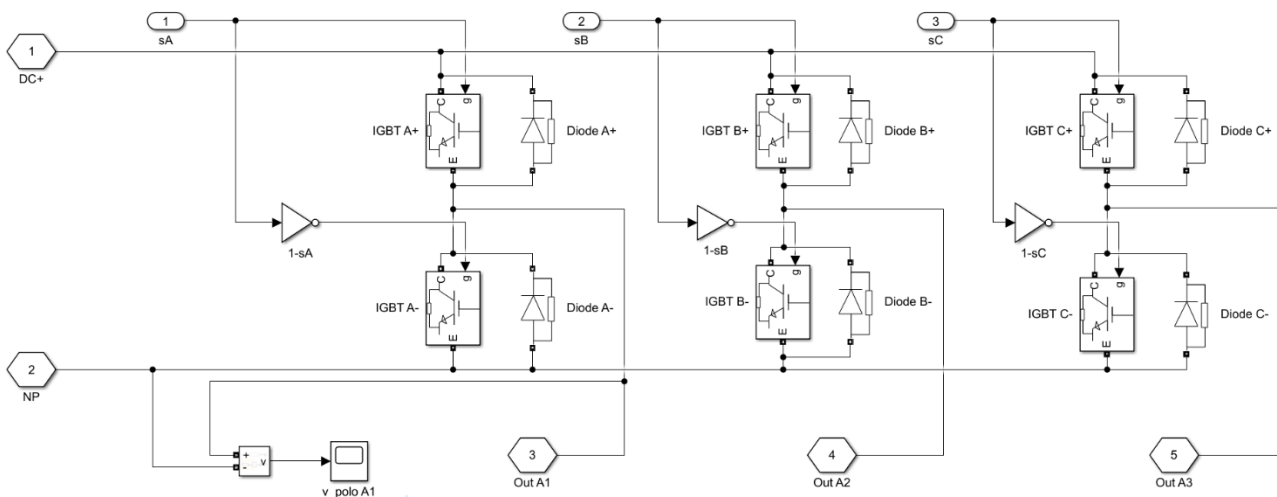 1
sA
2
sB
3
sC
1
DC+
C
g
E
IGBT A+
Diode A+
C
g
E
IGBT B+
Diode B+
C
g
E
IGBT C+
Diode C+
1-sA
1-sB
1-sC
C
g
E
IGBT A-
Diode A-
C
g
E
IGBT B-
Diode B-
C
g
E
IGBT C-
Diode C-
2
NP
+
-
v
v polo A1
3
Out A1
4
Out A2
5
Out A3